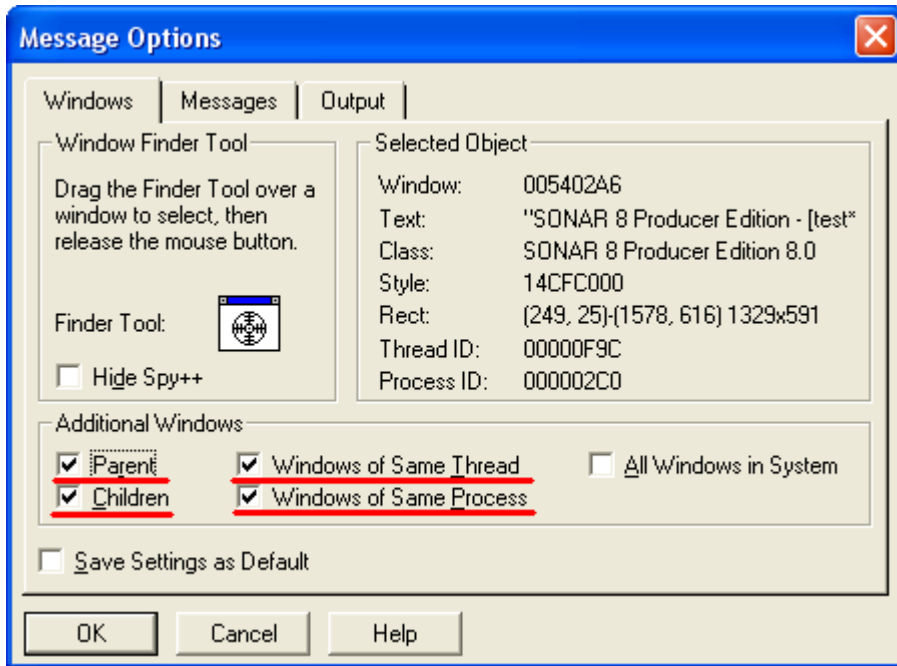 Message Options
Windows
Messages
Output
Window Finder Tool
Drag the Finder Tool over a
window to select, then
release the mouse button.
Finder Tool:
Hide Spy++
Selected Object
Window: 005402A6
Text: "SONAR 8 Producer Edition - [test*
Class: SONAR 8 Producer Edition 8.0
Style: 14CFC000
Rect: (249, 25)-(1578, 616) 1329x591
Thread ID: 00000F9C
Process ID: 000002C0
Additional Windows
Parent
Windows of Same Thread
All Windows in System
Children
Windows of Same Process
Save Settings as Default
OK
Cancel
Help